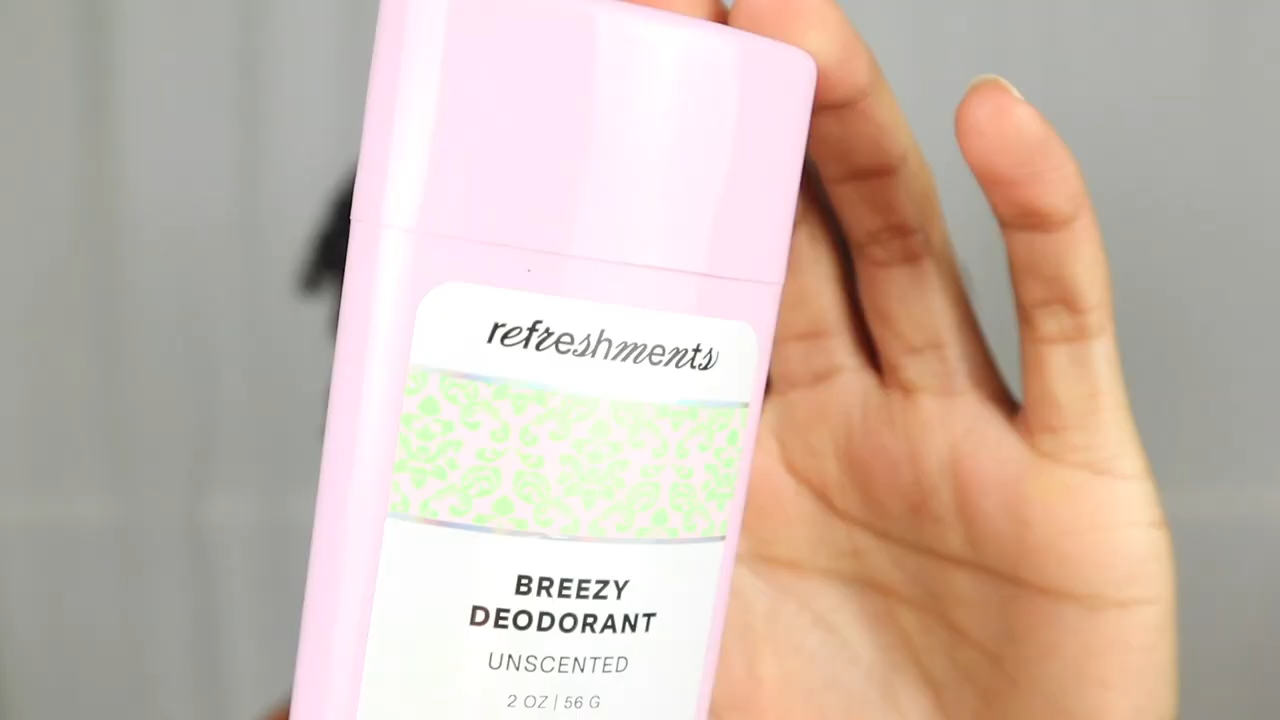 refreshments
BREEZY
DEODORANT
UNSCENTED
2 OZ | 56 G